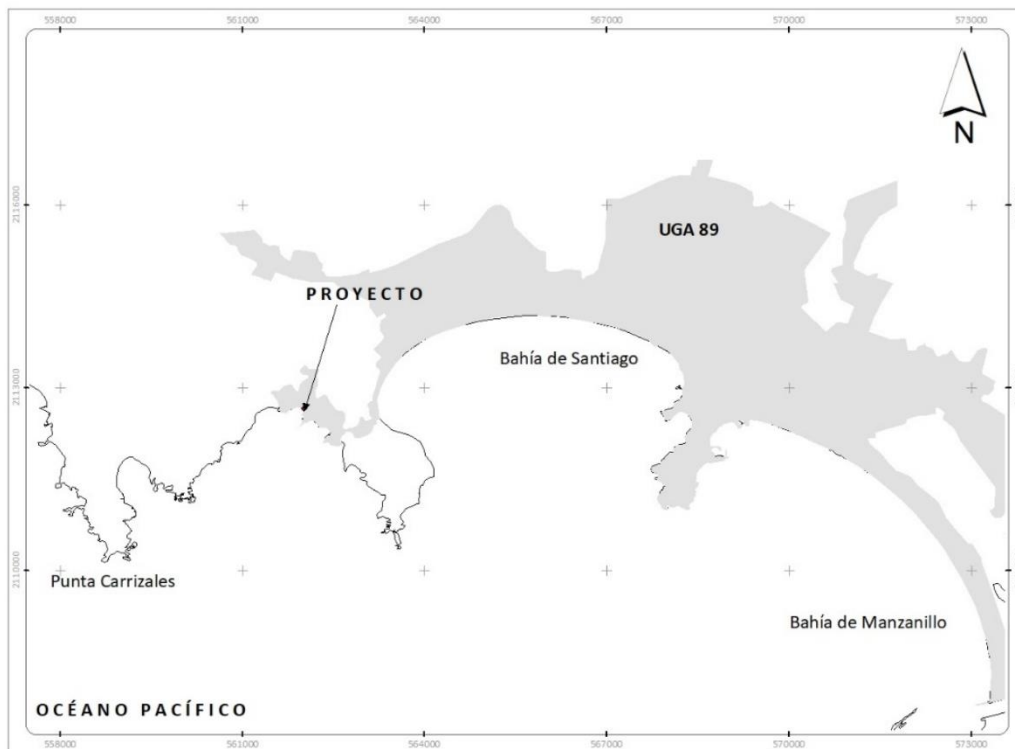 558000 561000 564000 567000 570000 573000
N
2116000
UGA 89
PROYECTO
Bahía de Santiago
2113000
2110000
Punta Carrizales
Bahía de Manzanillo
OCÉANO PACÍFICO
558000 561000 564000 567000 570000 573000